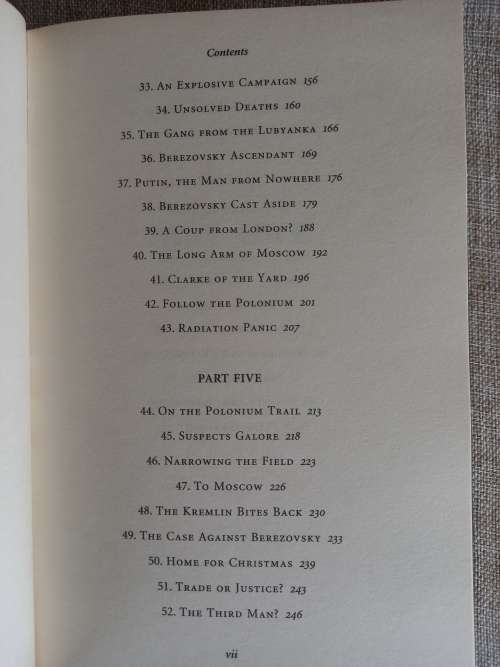 Contents
33. An Explosive Campaign 156
34. Unsolved Deaths 160
35. The Gang from the Lubyanka 166
36. Berezovsky Ascendant 169
37. Putin, the Man from Nowhere 176
38. Berezovsky Cast Aside 179
39. A Coup from London? 188
40. The Long Arm of Moscow 192
41. Clarke of the Yard 196
42. Follow the Polonium 201
43. Radiation Panic 207
PART FIVE
44. On the Polonium Trail 213
45. Suspects Galore 218
46. Narrowing the Field 223
47. To Moscow 226
48. The Kremlin Bites Back 230
49. The Case Against Berezovsky 233
50. Home for Christmas 239
51. Trade or Justice? 243
52. The Third Man? 246
vii